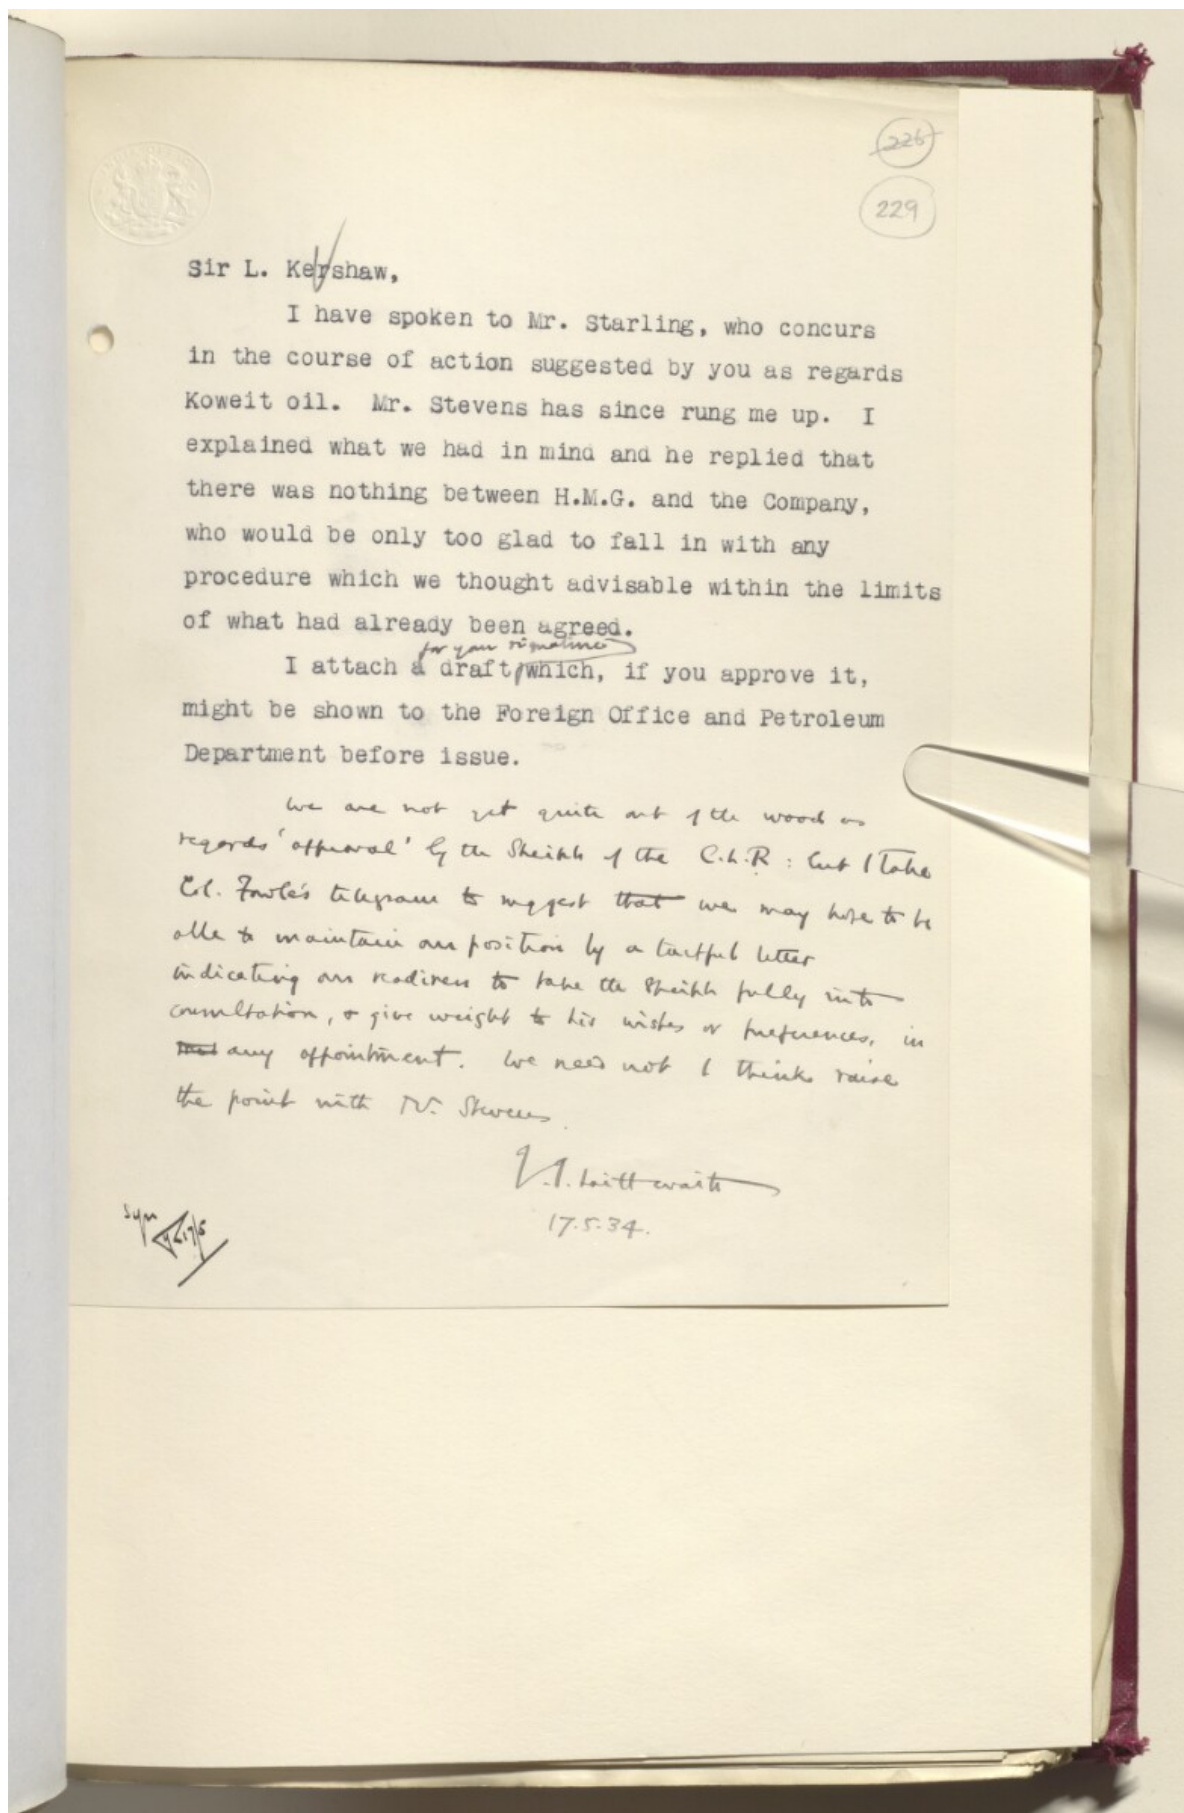 226
229
Sir L. Kershaw,
I have spoken to Mr. Starling, who concurs
in the course of action suggested by you as regards
Koweit oil. Mr. Stevens has since rung me up. I
explained what we had in mind and he replied that
there was nothing between H.M.G. and the Company,
who would be only too glad to fall in with any
procedure which we thought advisable within the limits
of what had already been agreed.
for your signature
I attach a draft which, if you approve it,
might be shown to the Foreign Office and Petroleum
Department before issue.
We are not yet quite out of the wood as
regards 'approval' by the Sheikh of the C.L.R: but I take
Col. Fowle's telegram to suggest that we may hope to be
able to maintain our position by a tactful letter
indicating our readiness to take the Sheikh fully into
consultation, & give weight to his wishes or preferences, in
any appointment. We need not I think raise
the point with Mr. Stevens.
J.G. Laithwaite
17.5.34.
17/5